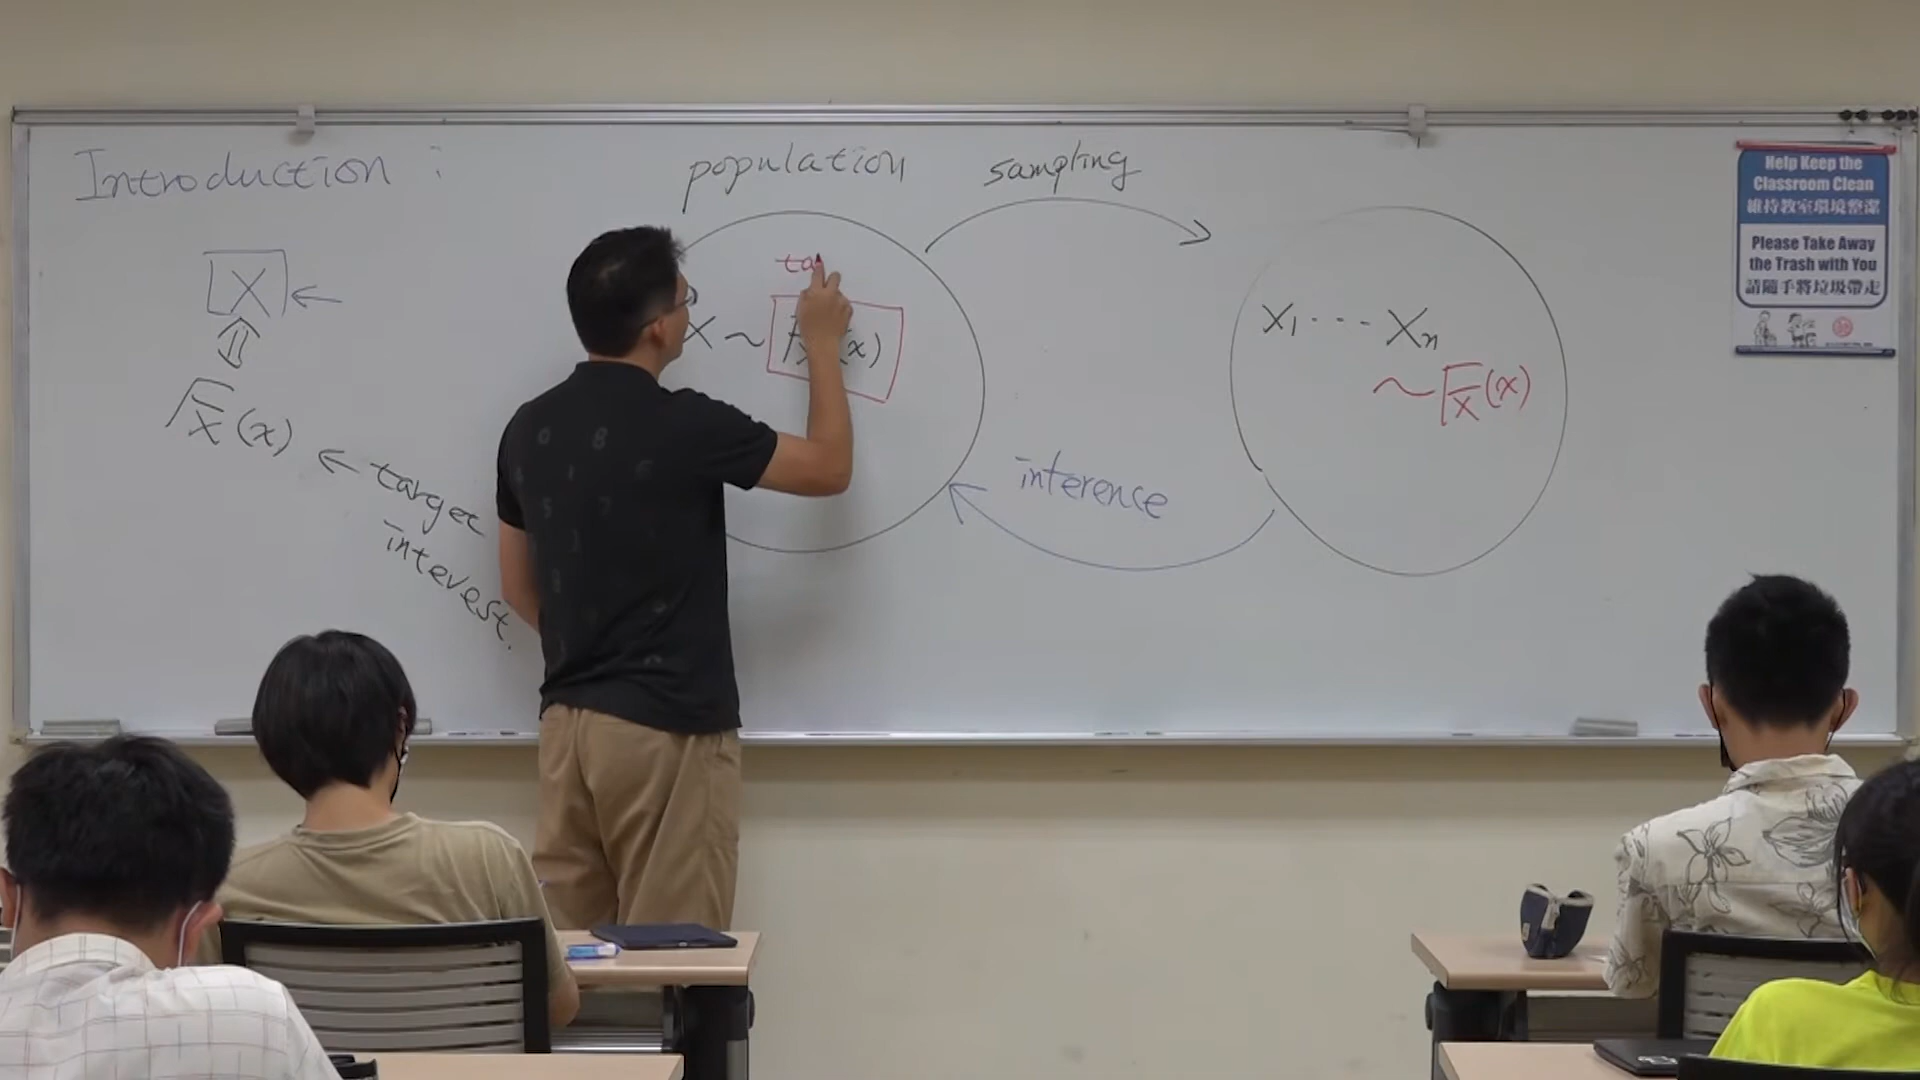 Introduction :
population
sampling
X
ta
X ~ F_X(x)
X1 ... Xn
~ F_X(x)
F_X(x)
target
interest.
inference
Help Keep the
Classroom Clean
維持教室環境整潔
Please Take Away
the Trash with You
請隨手將垃圾帶走